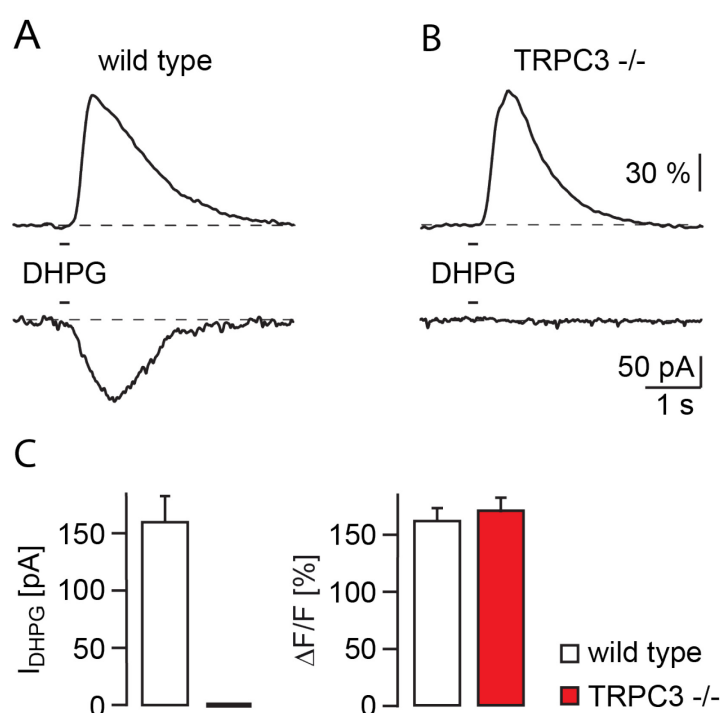 A
wild type
DHPG
B
TRPC3 -/-
30 %
DHPG
50 pA
1 s
C
I DHPG [pA]
150
100
50
0
ΔF/F [%]
150
100
50
0
wild type
TRPC3 -/-